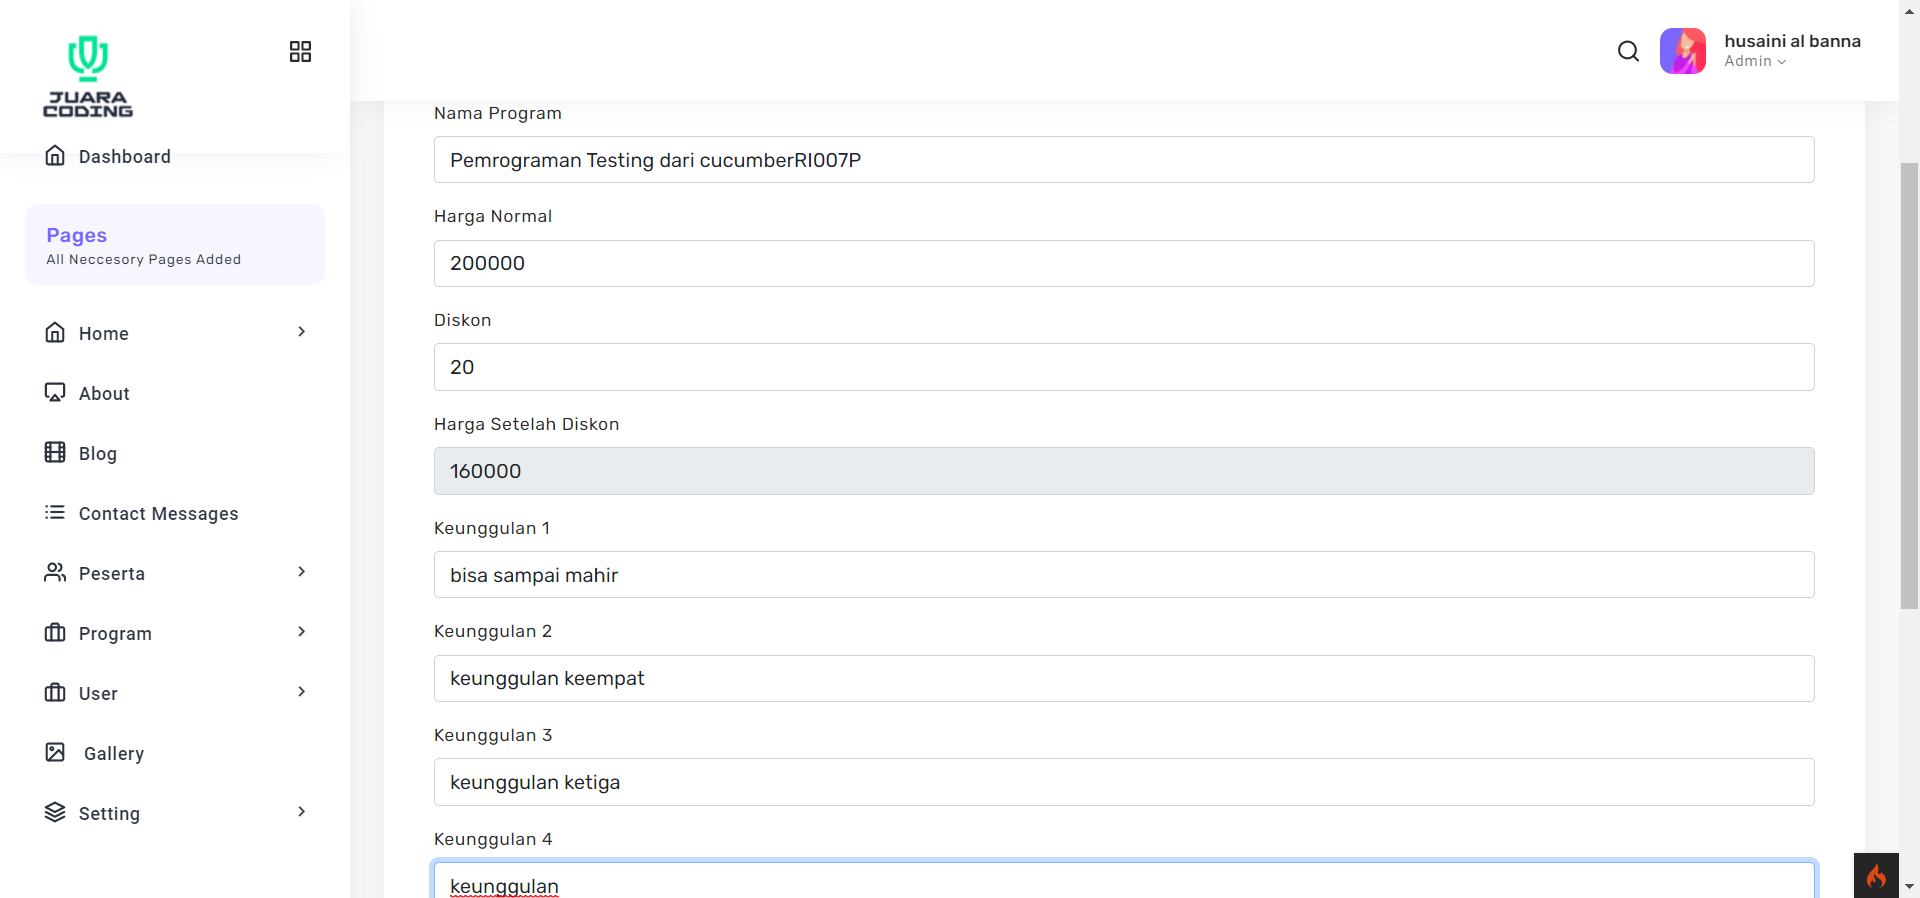 JUARA
CODING
husaini al banna
Admin
Dashboard
Pages
All Neccesory Pages Added
Home
About
Blog
Contact Messages
Peserta
Program
User
Gallery
Setting
Nama Program
Pemrograman Testing dari cucumberRI007P
Harga Normal
200000
Diskon
20
Harga Setelah Diskon
160000
Keunggulan 1
bisa sampai mahir
Keunggulan 2
keunggulan keempat
Keunggulan 3
keunggulan ketiga
Keunggulan 4
keunggulan